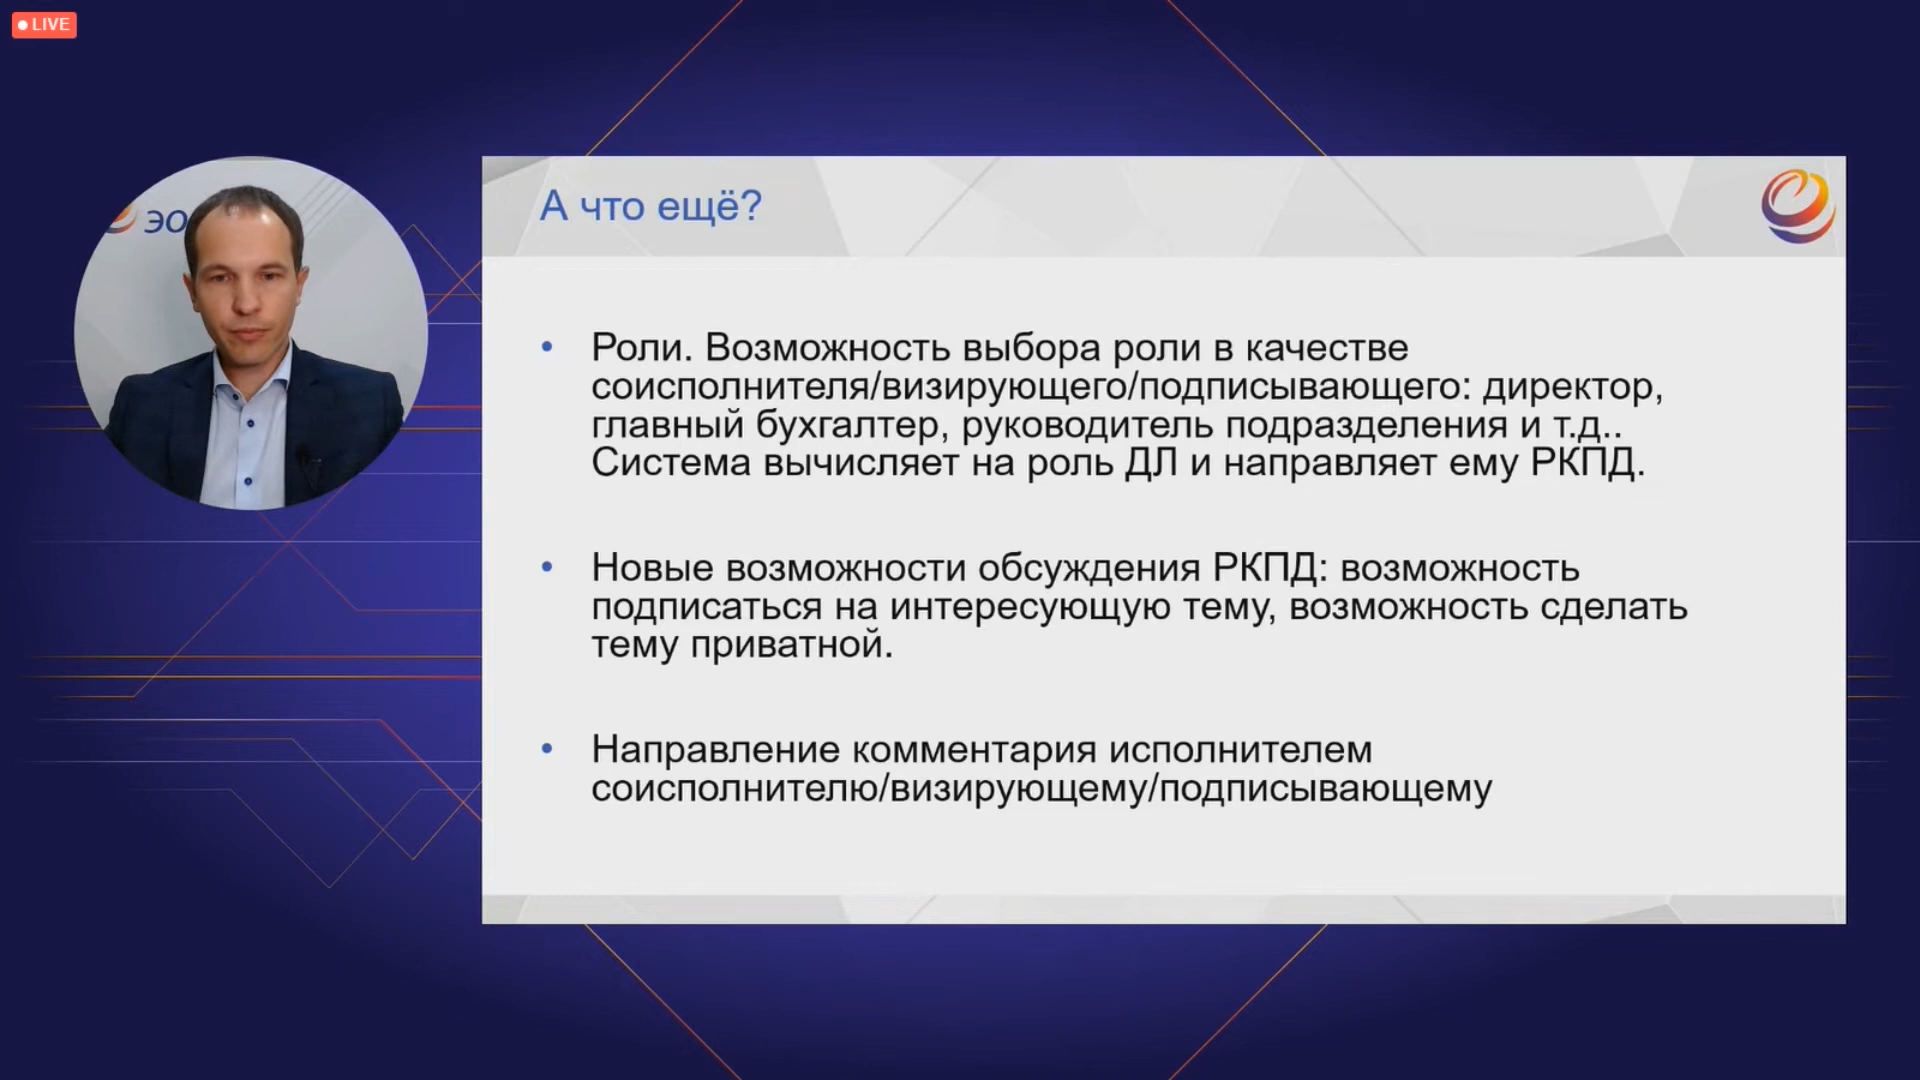 LIVE
ЭО
А что ещё?
• Роли. Возможность выбора роли в качестве
соисполнителя/визирующего/подписывающего: директор,
главный бухгалтер, руководитель подразделения и т.д..
Система вычисляет на роль ДЛ и направляет ему РКПД.
• Новые возможности обсуждения РКПД: возможность
подписаться на интересующую тему, возможность сделать
тему приватной.
• Направление комментария исполнителем
соисполнителю/визирующему/подписывающему